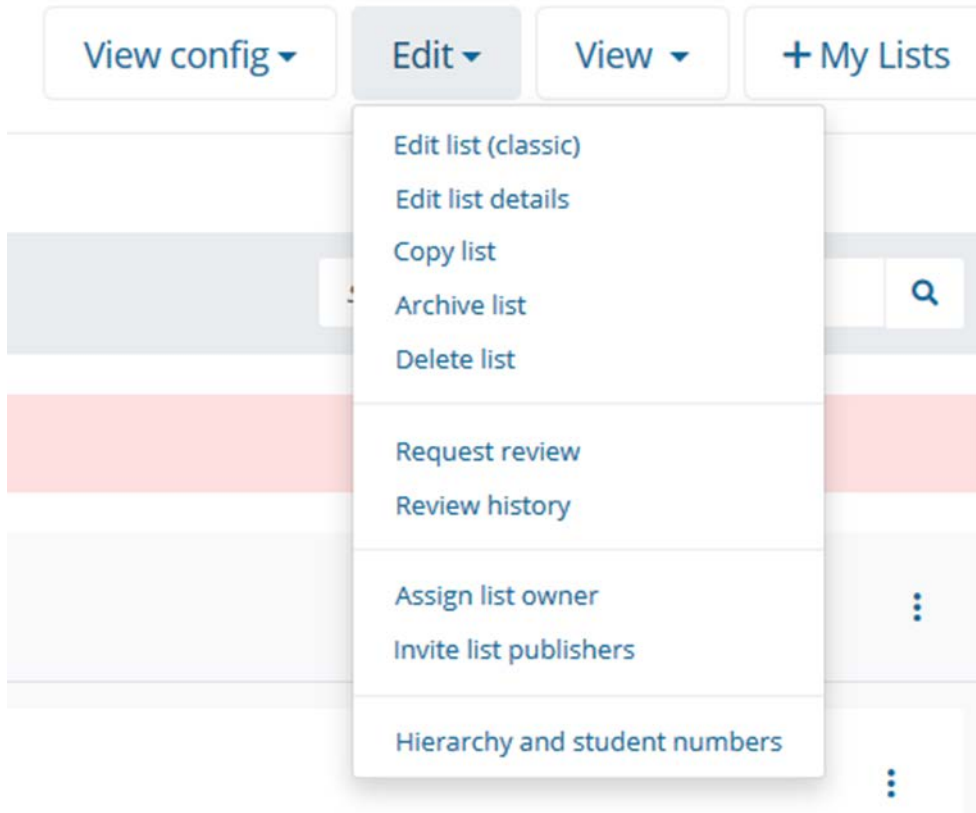 View config
Edit
View
+ My Lists
Edit list (classic)
Edit list details
Copy list
Archive list
Delete list
Request review
Review history
Assign list owner
Invite list publishers
Hierarchy and student numbers